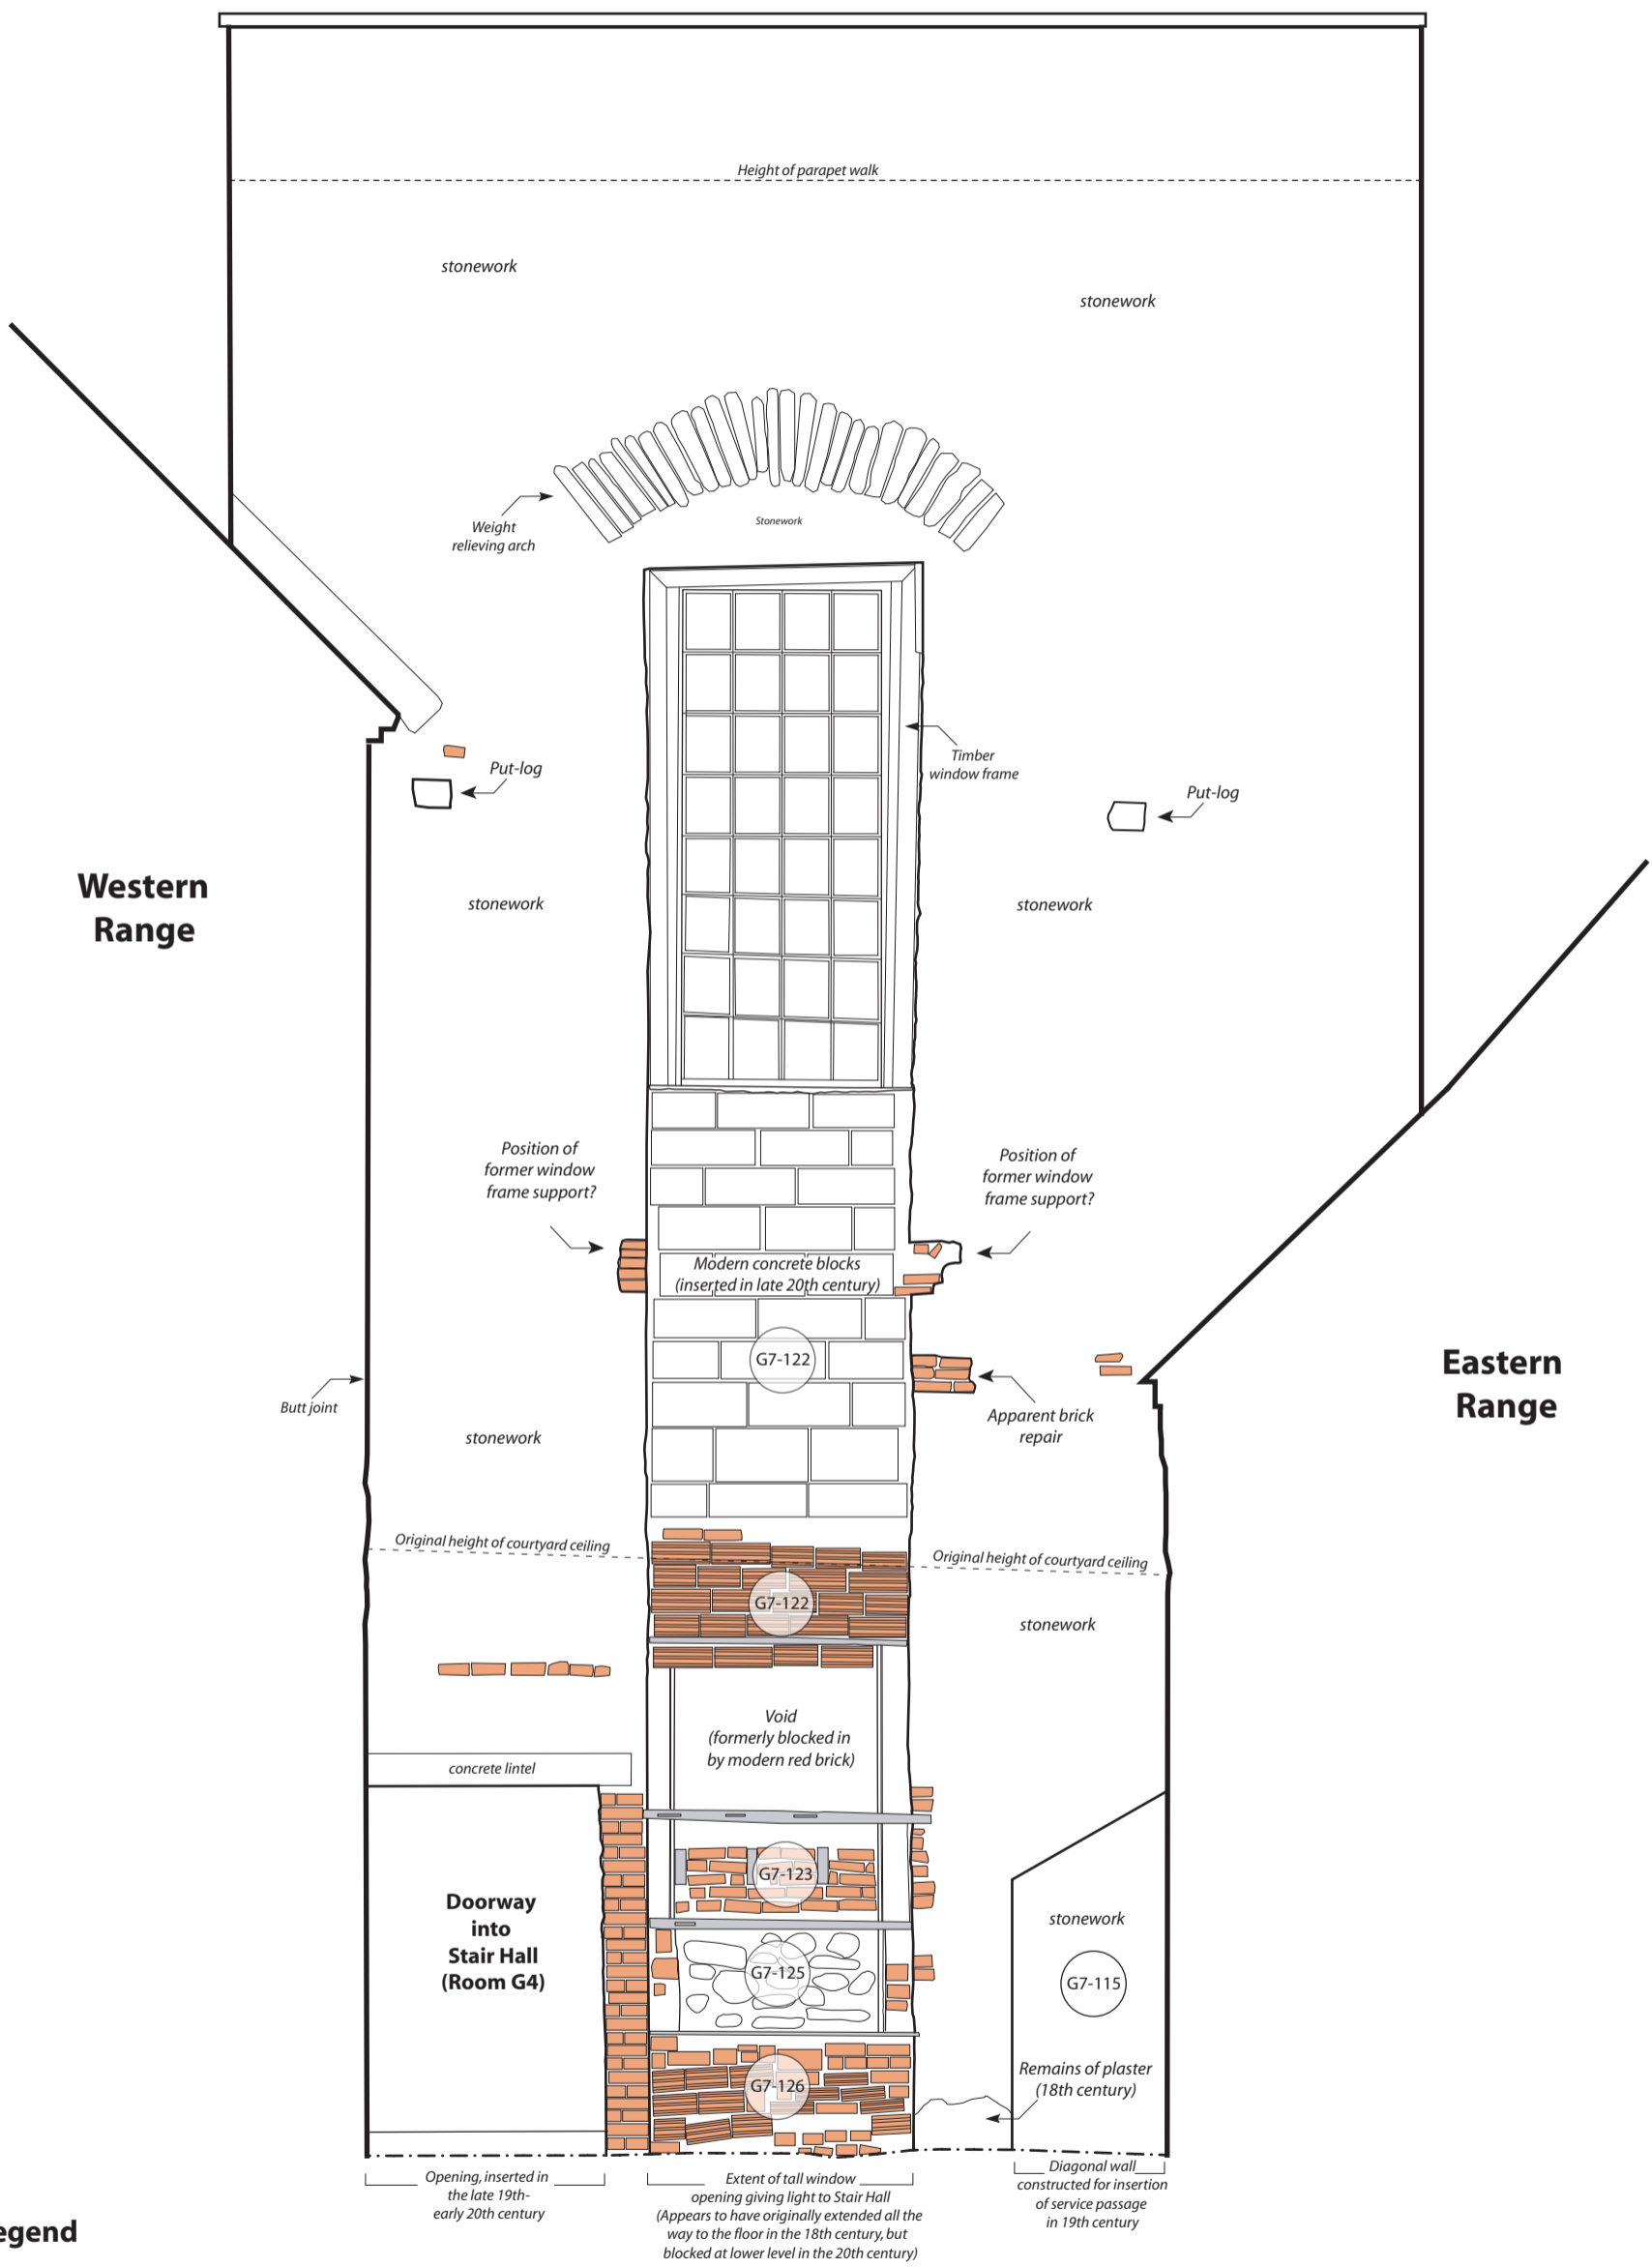 Height of parapet walk
stonework
stonework
Weight
relieving arch
Stonework
Timber
window frame
Put-log
Put-log
Western
Range
stonework
stonework
Position of
former window
frame support?
Position of
former window
frame support?
Modern concrete blocks
(inserted in late 20th century)
G7-122
Eastern
Range
Butt joint
Apparent brick
repair
stonework
Original height of courtyard ceiling
Original height of courtyard ceiling
G7-122
stonework
Void
(formerly blocked in
by modern red brick)
concrete lintel
G7-123
Doorway
into
Stair Hall
(Room G4)
stonework
G7-125
G7-115
Remains of plaster
(18th century)
G7-126
Opening, inserted in
the late 19th-
early 20th century
Extent of tall window
opening giving light to Stair Hall
(Appears to have originally extended all the
way to the floor in the 18th century, but
blocked at lower level in the 20th century)
Diagonal wall
constructed for insertion
of service passage
in 19th century
egend